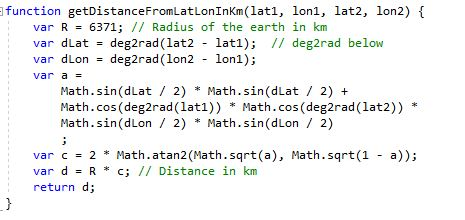 function getDistanceFromLatLonInKm(lat1, lon1, lat2, lon2) {
    var R = 6371; // Radius of the earth in km
    var dLat = deg2rad(lat2 - lat1);  // deg2rad below
    var dLon = deg2rad(lon2 - lon1);
    var a =
        Math.sin(dLat / 2) * Math.sin(dLat / 2) +
        Math.cos(deg2rad(lat1)) * Math.cos(deg2rad(lat2)) *
        Math.sin(dLon / 2) * Math.sin(dLon / 2)
        ;
    var c = 2 * Math.atan2(Math.sqrt(a), Math.sqrt(1 - a));
    var d = R * c; // Distance in km
    return d;
}